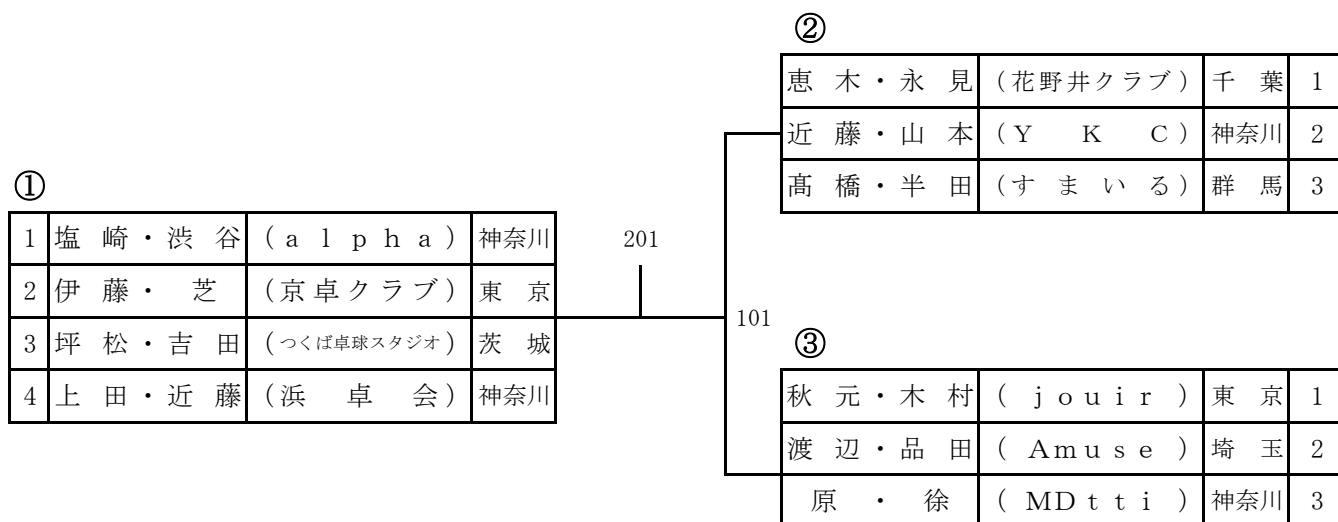 ②
恵木・永見 (花野井クラブ) 千葉 1
近藤・山本 (YKC) 神奈川 2
髙橋・半田 (すまいる) 群馬 3
①
1 塩崎・渋谷 (alpha) 神奈川
2 伊藤・芝 (京卓クラブ) 東京
3 坪松・吉田 (つくば卓球スタジオ) 茨城
4 上田・近藤 (浜卓会) 神奈川
201
101
③
秋元・木村 (jouir) 東京 1
渡辺・品田 (Amuse) 埼玉 2
原・徐 (MDtti) 神奈川 3